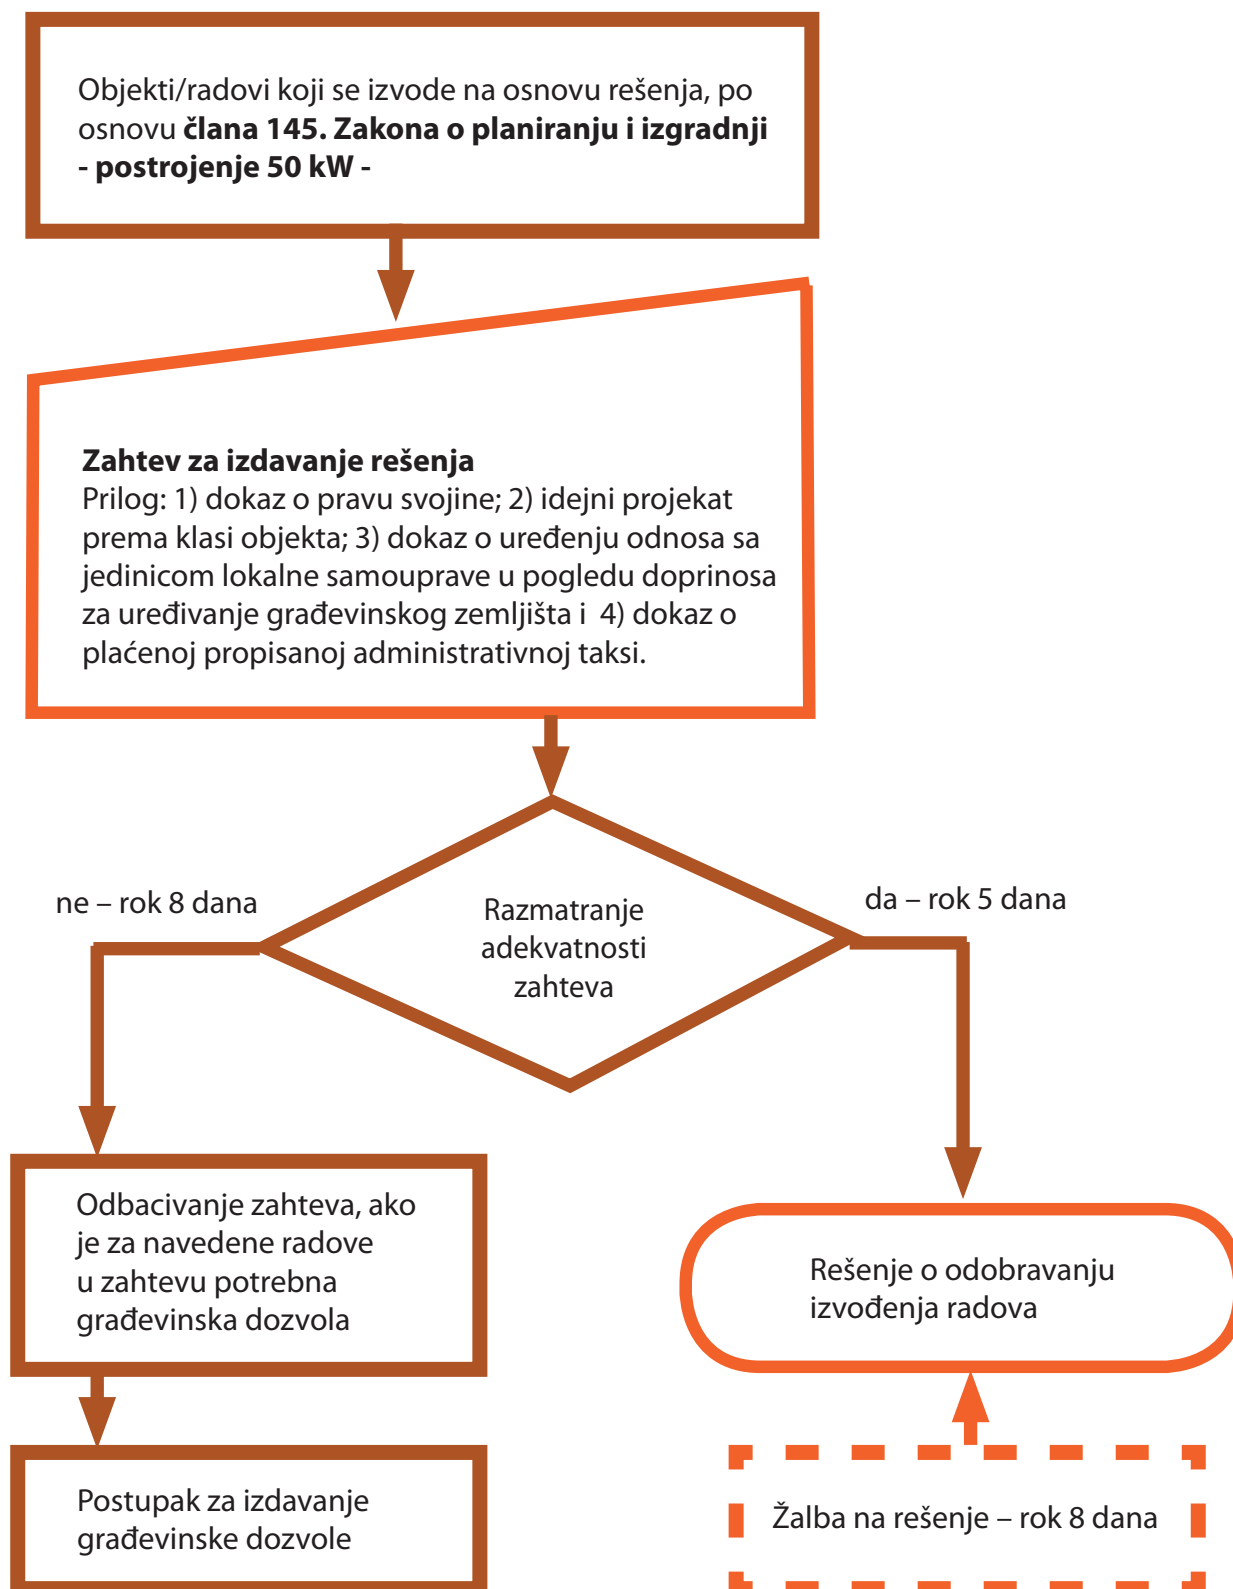 Objekti/radovi koji se izvode na osnovu rešenja, po
osnovu člana 145. Zakona o planiranju i izgradnji
- postrojenje 50 kW -
Zahtev za izdavanje rešenja
Prilog: 1) dokaz o pravu svojine; 2) idejni projekat
prema klasi objekta; 3) dokaz o uređenju odnosa sa
jedinicom lokalne samouprave u pogledu doprinosa
za uređivanje građevinskog zemljišta i 4) dokaz o
plaćenoj propisanoj administrativnoj taksi.
ne – rok 8 dana
da – rok 5 dana
Razmatranje
adekvatnosti
zahteva
Odbacivanje zahteva, ako
je za navedene radove
u zahtevu potrebna
građevinska dozvola
Rešenje o odobravanju
izvođenja radova
Postupak za izdavanje
građevinske dozvole
Žalba na rešenje – rok 8 dana